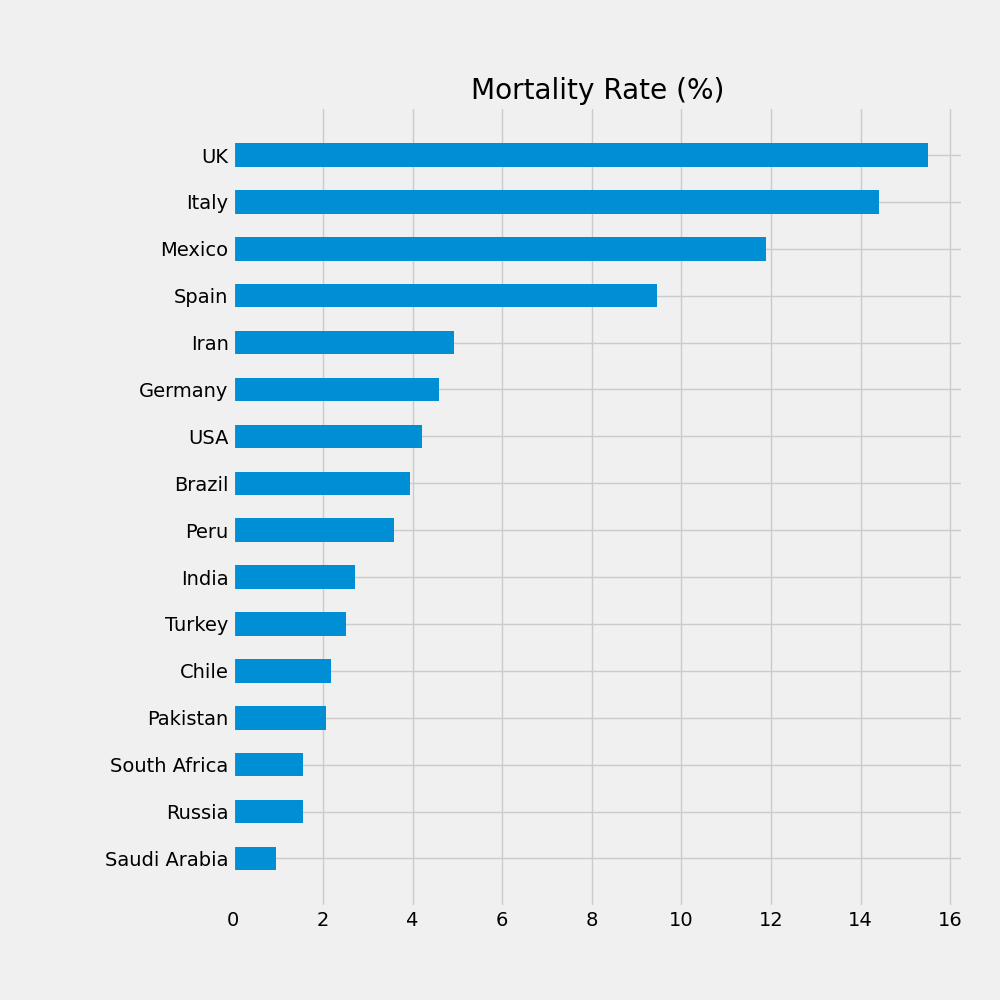 Mortality Rate (%)
UK
Italy
Mexico
Spain
Iran
Germany
USA
Brazil
Peru
India
Turkey
Chile
Pakistan
South Africa
Russia
Saudi Arabia
0 2 4 6 8 10 12 14 16